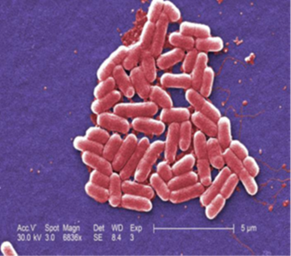 Acc.V Spot Magn Det WD Exp
30.0 kV 3.0 6836x SE 8.4 3 5 µm